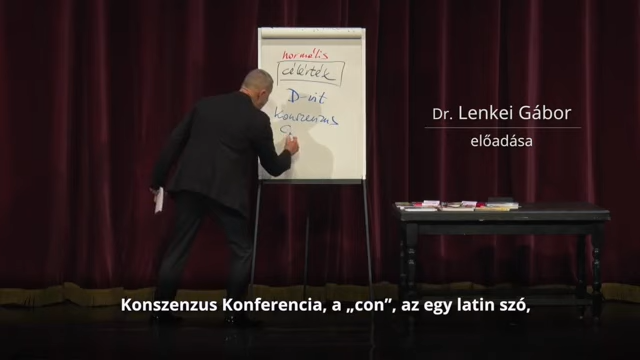 normális
célérték
D-vit
Konszenzus
C
Dr. Lenkei Gábor
előadása
Konszenzus Konferencia, a „con”, az egy latin szó,